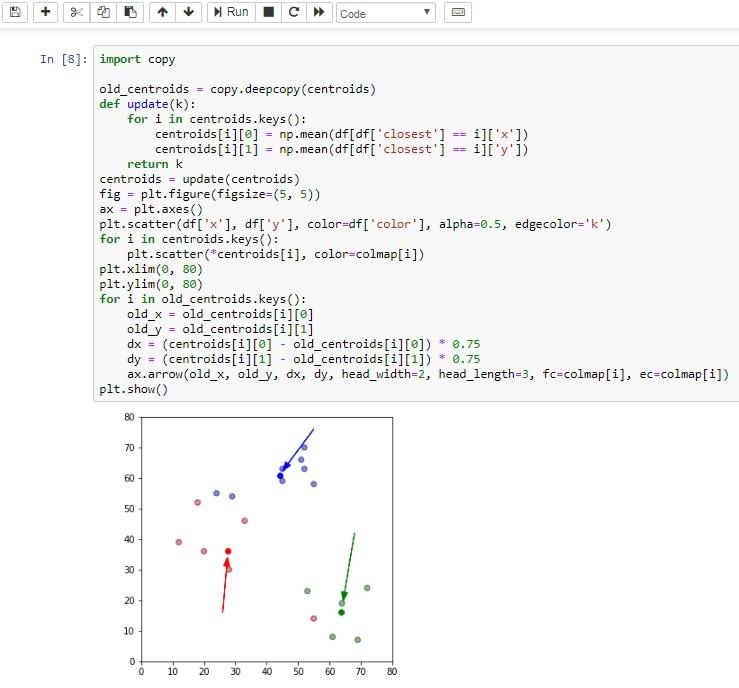 Run Code
In [8]: import copy
old_centroids = copy.deepcopy(centroids)
def update(k):
    for i in centroids.keys():
        centroids[i][0] = np.mean(df[df['closest'] == i]['x'])
        centroids[i][1] = np.mean(df[df['closest'] == i]['y'])
    return k
centroids = update(centroids)
fig = plt.figure(figsize=(5, 5))
ax = plt.axes()
plt.scatter(df['x'], df['y'], color=df['color'], alpha=0.5, edgecolor='k')
for i in centroids.keys():
    plt.scatter(*centroids[i], color=colmap[i])
plt.xlim(0, 80)
plt.ylim(0, 80)
for i in old_centroids.keys():
    old_x = old_centroids[i][0]
    old_y = old_centroids[i][1]
    dx = (centroids[i][0] - old_centroids[i][0]) * 0.75
    dy = (centroids[i][1] - old_centroids[i][1]) * 0.75
    ax.arrow(old_x, old_y, dx, dy, head_width=2, head_length=3, fc=colmap[i], ec=colmap[i])
plt.show()
80
70
60
50
40
30
20
10
0
0 10 20 30 40 50 60 70 80